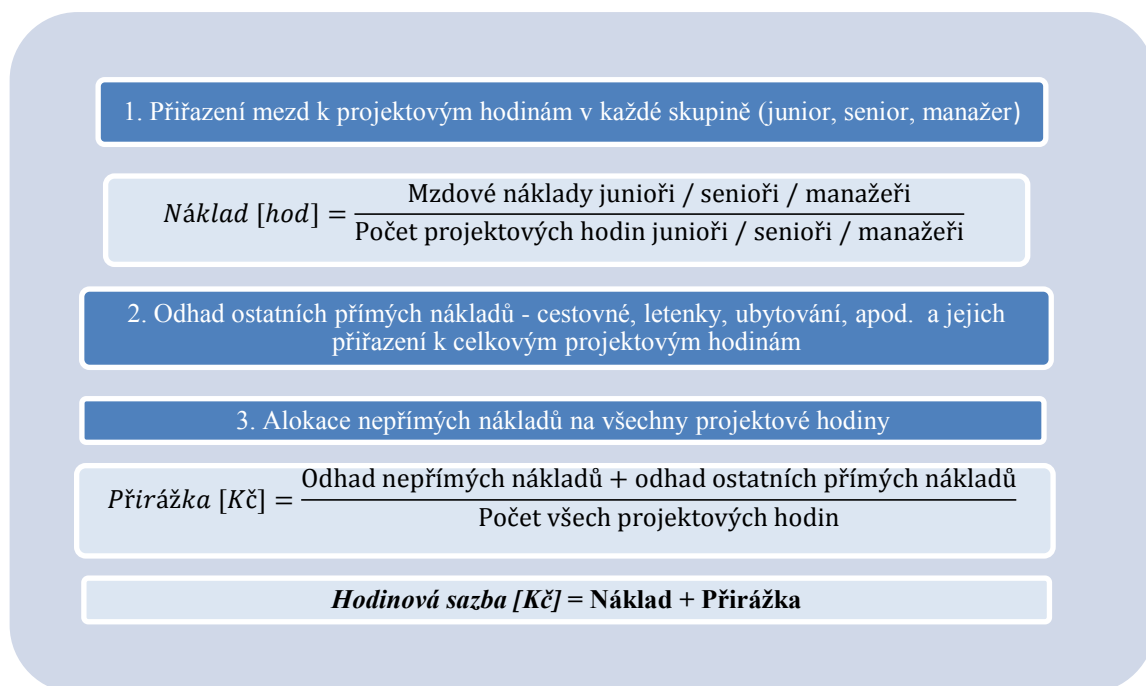 1. Přiřazení mezd k projektovým hodinám v každé skupině (junior, senior, manažer)
Náklad [hod] = Mzdové náklady junioři / senioři / manažeři
Počet projektových hodin junioři / senioři / manažeři
2. Odhad ostatních přímých nákladů - cestovné, letenky, ubytování, apod. a jejich
přiřazení k celkovým projektovým hodinám
3. Alokace nepřímých nákladů na všechny projektové hodiny
Přirážka [Kč] = Odhad nepřímých nákladů + odhad ostatních přímých nákladů
Počet všech projektových hodin
Hodinová sazba [Kč] = Náklad + Přirážka